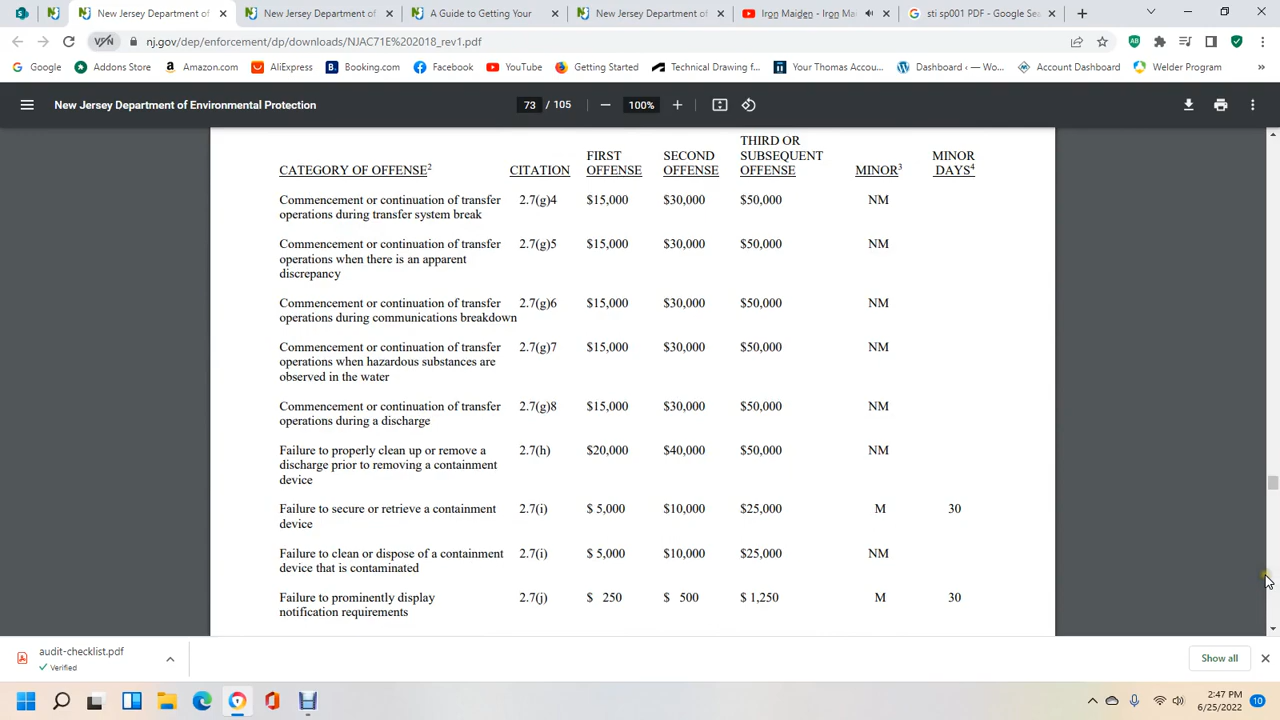 New Jersey Department of
New Jersey Department of
A Guide to Getting Your
New Jersey Department of
Iron Maiden - Iron Ma
sti sp001 PDF - Google Se
VPN
nj.gov/dep/enforcement/dp/downloads/NJAC71E%202018_rev1.pdf
Google
Addons Store
Amazon.com
AliExpress
Booking.com
Facebook
YouTube
Getting Started
Technical Drawing f...
Your Thomas Accou...
Dashboard ‹ — Wo...
Account Dashboard
Welder Program
»
New Jersey Department of Environmental Protection
73 / 105
100%
CATEGORY OF OFFENSE2 CITATION FIRST OFFENSE SECOND OFFENSE THIRD OR SUBSEQUENT OFFENSE MINOR3 MINOR DAYS4
Commencement or continuation of transfer 2.7(g)4 $15,000 $30,000 $50,000 NM
operations during transfer system break
Commencement or continuation of transfer 2.7(g)5 $15,000 $30,000 $50,000 NM
operations when there is an apparent
discrepancy
Commencement or continuation of transfer 2.7(g)6 $15,000 $30,000 $50,000 NM
operations during communications breakdown
Commencement or continuation of transfer 2.7(g)7 $15,000 $30,000 $50,000 NM
operations when hazardous substances are
observed in the water
Commencement or continuation of transfer 2.7(g)8 $15,000 $30,000 $50,000 NM
operations during a discharge
Failure to properly clean up or remove a 2.7(h) $20,000 $40,000 $50,000 NM
discharge prior to removing a containment
device
Failure to secure or retrieve a containment 2.7(i) $ 5,000 $10,000 $25,000 M 30
device
Failure to clean or dispose of a containment 2.7(i) $ 5,000 $10,000 $25,000 NM
device that is contaminated
Failure to prominently display 2.7(j) $ 250 $ 500 $ 1,250 M 30
notification requirements
audit-checklist.pdf
Verified
Show all
2:47 PM
6/25/2022
10